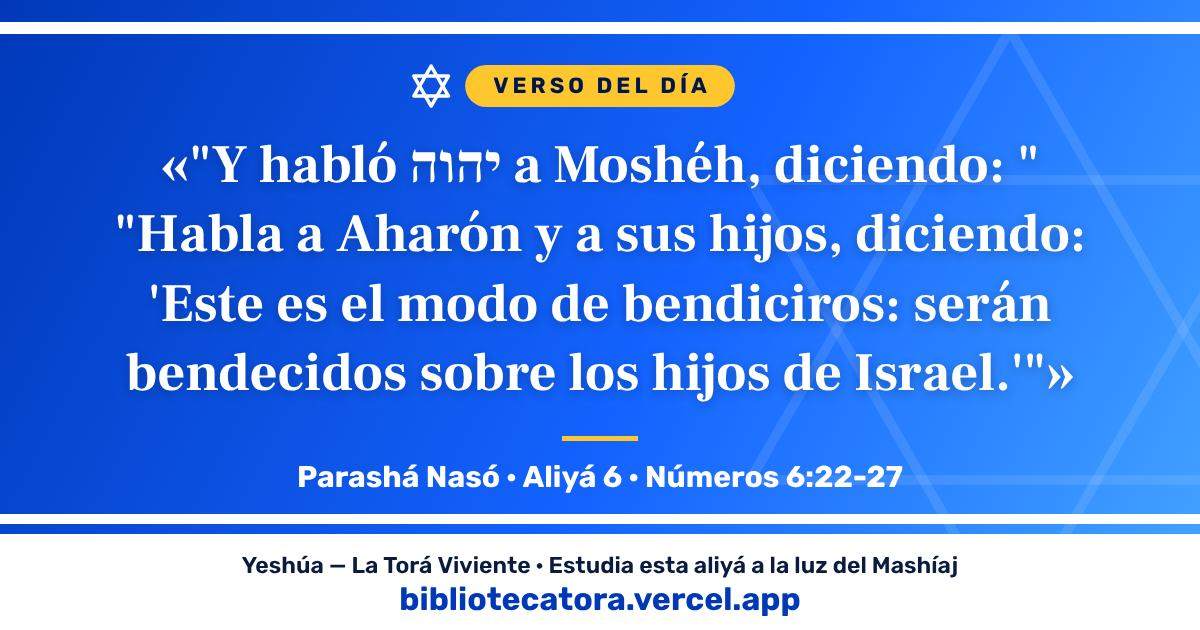 VERSO DEL DÍA
«"Y habló יהוה a Moshéh, diciendo: "
"Habla a Aharón y a sus hijos, diciendo:
'Este es el modo de bendiciros: serán
bendecidos sobre los hijos de Israel.'"»
Parashá Nasó • Aliyá 6 • Números 6:22-27
Yeshúa — La Torá Viviente • Estudia esta aliyá a la luz del Mashíaj
bibliotecatora.vercel.app